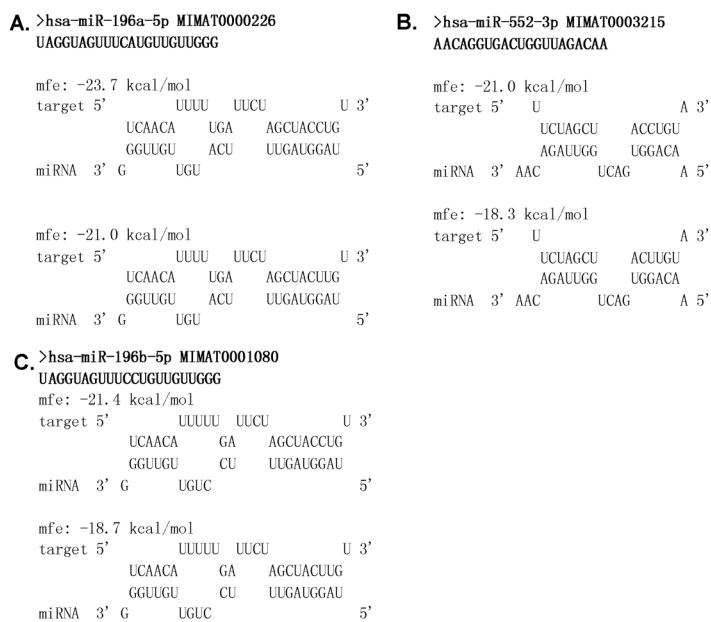 A. >hsa-miR-196a-5p MIMAT0000226
UAGGUAGUUUCAUGUUGUUGGG
mfe: -23.7 kcal/mol
target 5' UUUU UUCU U 3'
UCAACA UGA AGCUACCUG
GGUUGU ACU UUGAUGGAU
miRNA 3' G UGU 5'
mfe: -21.0 kcal/mol
target 5' UUUU UUCU U 3'
UCAACA UGA AGCUACUUG
GGUUGU ACU UUGAUGGAU
miRNA 3' G UGU 5'
B. >hsa-miR-552-3p MIMAT0003215
AACAGGUGACUGGUUAGACAA
mfe: -21.0 kcal/mol
target 5' U A 3'
UCUAGCU ACCUGU
AGAUUGG UGGACA
miRNA 3' AAC UCAG A 5'
mfe: -18.3 kcal/mol
target 5' U A 3'
UCUAGCU ACUUGU
AGAUUGG UGGACA
miRNA 3' AAC UCAG A 5'
C. >hsa-miR-196b-5p MIMAT0001080
UAGGUAGUUUCCUGUUGUUGGG
mfe: -21.4 kcal/mol
target 5' UUUUU UUCU U 3'
UCAACA GA AGCUACCUG
GGUUGU CU UUGAUGGAU
miRNA 3' G UGUC 5'
mfe: -18.7 kcal/mol
target 5' UUUUU UUCU U 3'
UCAACA GA AGCUACUUG
GGUUGU CU UUGAUGGAU
miRNA 3' G UGUC 5'